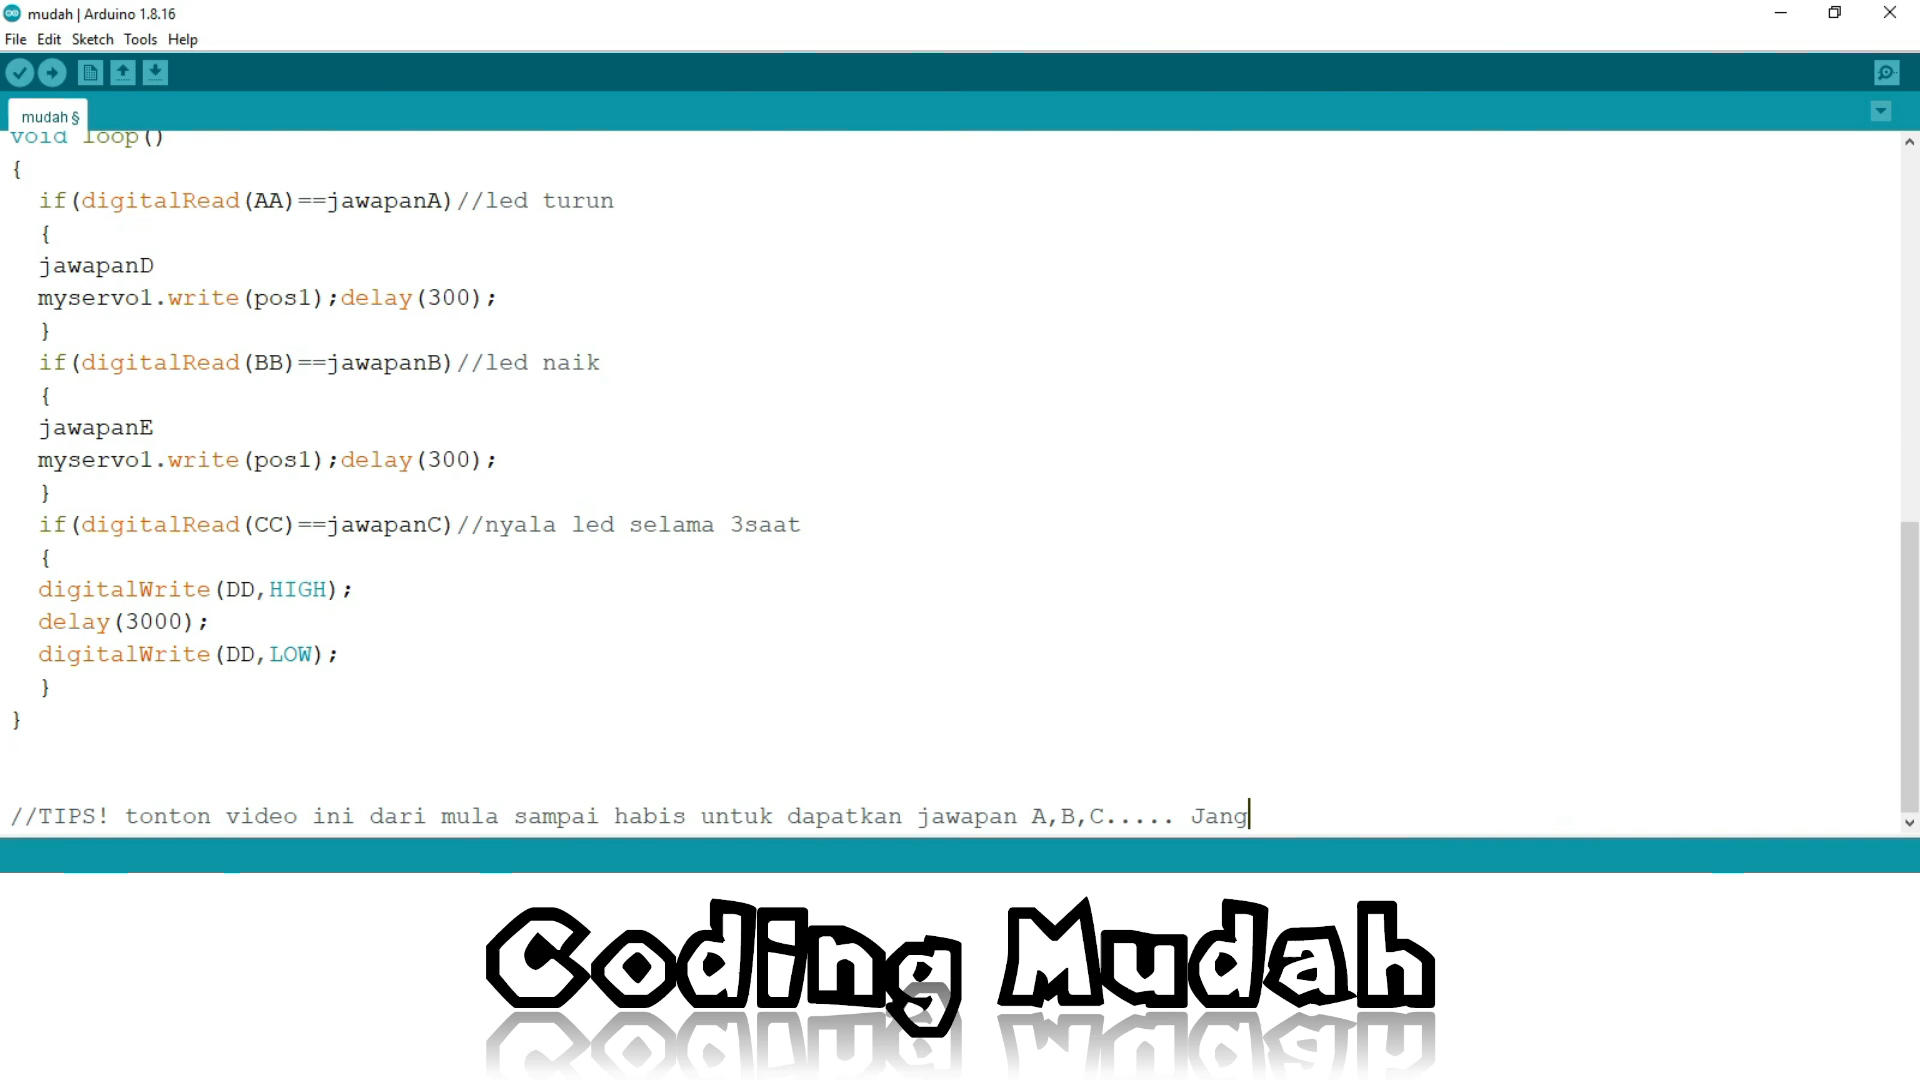 mudah | Arduino 1.8.16
File Edit Sketch Tools Help
mudah §
void loop()
{
if(digitalRead(AA)==jawapanA)//led turun
{
jawapanD
myservo1.write(pos1);delay(300);
}
if(digitalRead(BB)==jawapanB)//led naik
{
jawapanE
myservo1.write(pos1);delay(300);
}
if(digitalRead(CC)==jawapanC)//nyala led selama 3saat
{
digitalWrite(DD,HIGH);
delay(3000);
digitalWrite(DD,LOW);
}
}
//TIPS! tonton video ini dari mula sampai habis untuk dapatkan jawapan A,B,C..... Jang
Coding Mudah